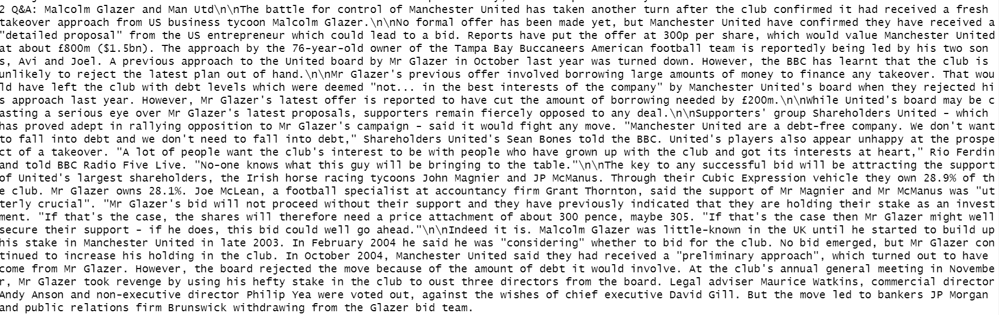 2 Q&A: Malcolm Glazer and Man Utd\n\nThe battle for control of Manchester United has taken another turn after the club confirmed it had received a fresh
takeover approach from US business tycoon Malcolm Glazer.\n\nNo formal offer has been made yet, but Manchester United have confirmed they have received a
"detailed proposal" from the US entrepreneur which could lead to a bid. Reports have put the offer at 300p per share, which would value Manchester United
at about £800m ($1.5bn). The approach by the 76-year-old owner of the Tampa Bay Buccaneers American football team is reportedly being led by his two son
s, Avi and Joel. A previous approach to the United board by Mr Glazer in October last year was turned down. However, the BBC has learnt that the club is
unlikely to reject the latest plan out of hand.\n\nMr Glazer's previous offer involved borrowing large amounts of money to finance any takeover. That wou
ld have left the club with debt levels which were deemed "not... in the best interests of the company" by Manchester United's board when they rejected hi
s approach last year. However, Mr Glazer's latest offer is reported to have cut the amount of borrowing needed by £200m.\n\nWhile United's board may be c
asting a serious eye over Mr Glazer's latest proposals, supporters remain fiercely opposed to any deal.\n\nSupporters' group Shareholders United - which
has proved adept in rallying opposition to Mr Glazer's campaign - said it would fight any move. "Manchester United are a debt-free company. We don't want
to fall into debt and we don't need to fall into debt," Shareholders United's Sean Bones told the BBC. United's players also appear unhappy at the prospe
ct of a takeover. "A lot of people want the club's interest to be with people who have grown up with the club and got its interests at heart," Rio Ferdin
and told BBC Radio Five Live. "No-one knows what this guy will be bringing to the table."\n\nThe key to any successful bid will be attracting the support
of United's largest shareholders, the Irish horse racing tycoons John Magnier and JP McManus. Through their Cubic Expression vehicle they own 28.9% of th
e club. Mr Glazer owns 28.1%. Joe McLean, a football specialist at accountancy firm Grant Thornton, said the support of Mr Magnier and Mr McManus was "ut
terly crucial". "Mr Glazer's bid will not proceed without their support and they have previously indicated that they are holding their stake as an invest
ment. "If that's the case, the shares will therefore need a price attachment of about 300 pence, maybe 305. "If that's the case then Mr Glazer might well
secure their support - if he does, this bid could well go ahead."\n\nIndeed it is. Malcolm Glazer was little-known in the UK until he started to build up
his stake in Manchester United in late 2003. In February 2004 he said he was "considering" whether to bid for the club. No bid emerged, but Mr Glazer con
tinued to increase his holding in the club. In October 2004, Manchester United said they had received a "preliminary approach", which turned out to have
come from Mr Glazer. However, the board rejected the move because of the amount of debt it would involve. At the club's annual general meeting in Novembe
r, Mr Glazer took revenge by using his hefty stake in the club to oust three directors from the board. Legal adviser Maurice Watkins, commercial director
Andy Anson and non-executive director Philip Yea were voted out, against the wishes of chief executive David Gill. But the move led to bankers JP Morgan
and public relations firm Brunswick withdrawing from the Glazer bid team.